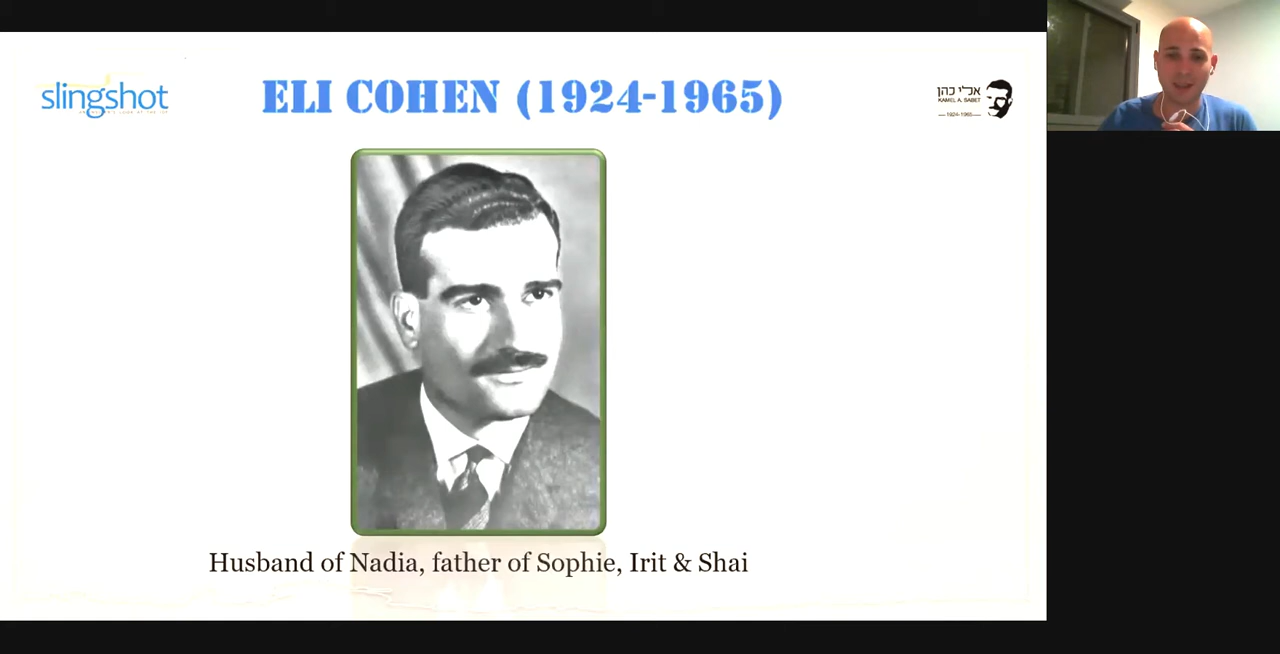 slingshot
ELI COHEN (1924-1965)
אלי כהן
KAMEL A. SABET
1924-1965
Husband of Nadia, father of Sophie, Irit & Shai